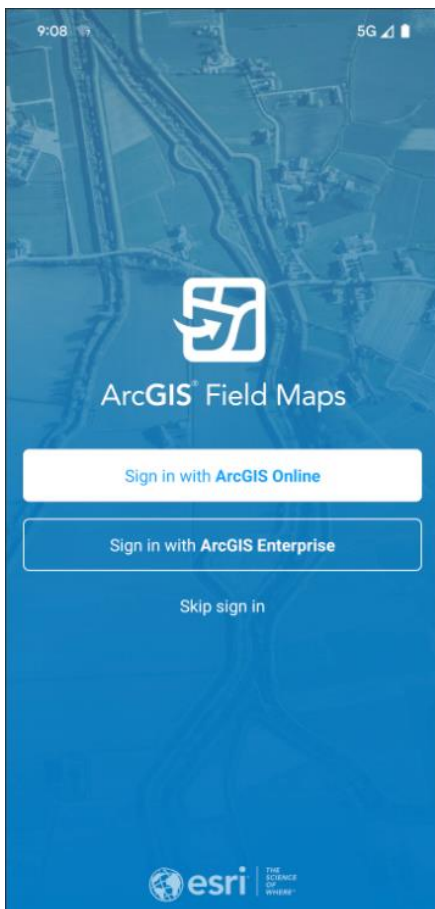 9:08 5G
ArcGIS® Field Maps
Sign in with ArcGIS Online
Sign in with ArcGIS Enterprise
Skip sign in
esri THE
SCIENCE
OF
WHERE®